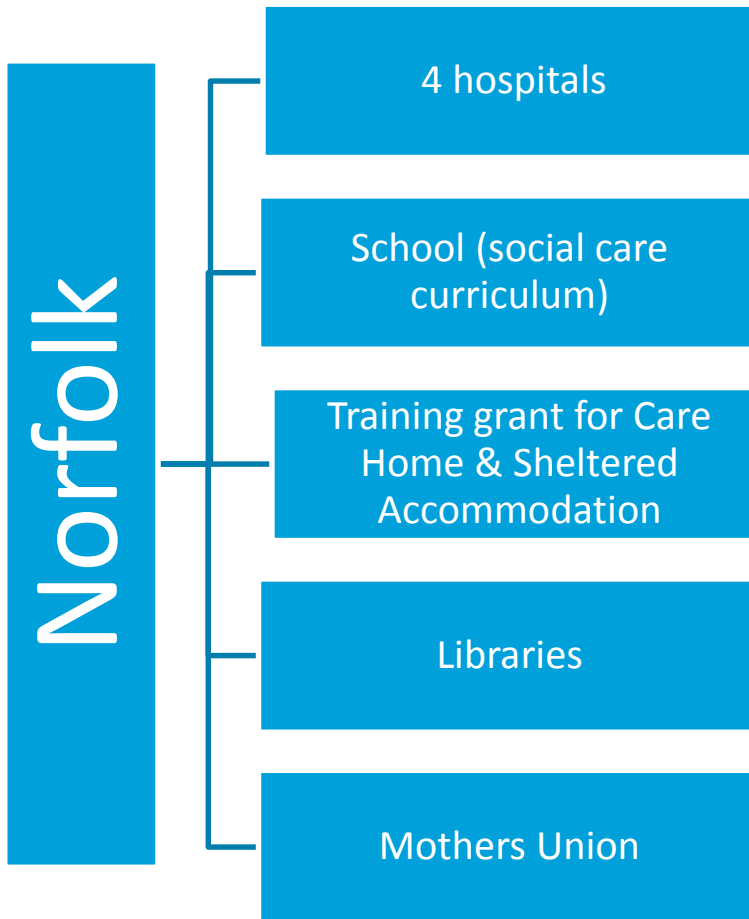 Norfolk
4 hospitals
School (social care
curriculum)
Training grant for Care
Home & Sheltered
Accommodation
Libraries
Mothers Union